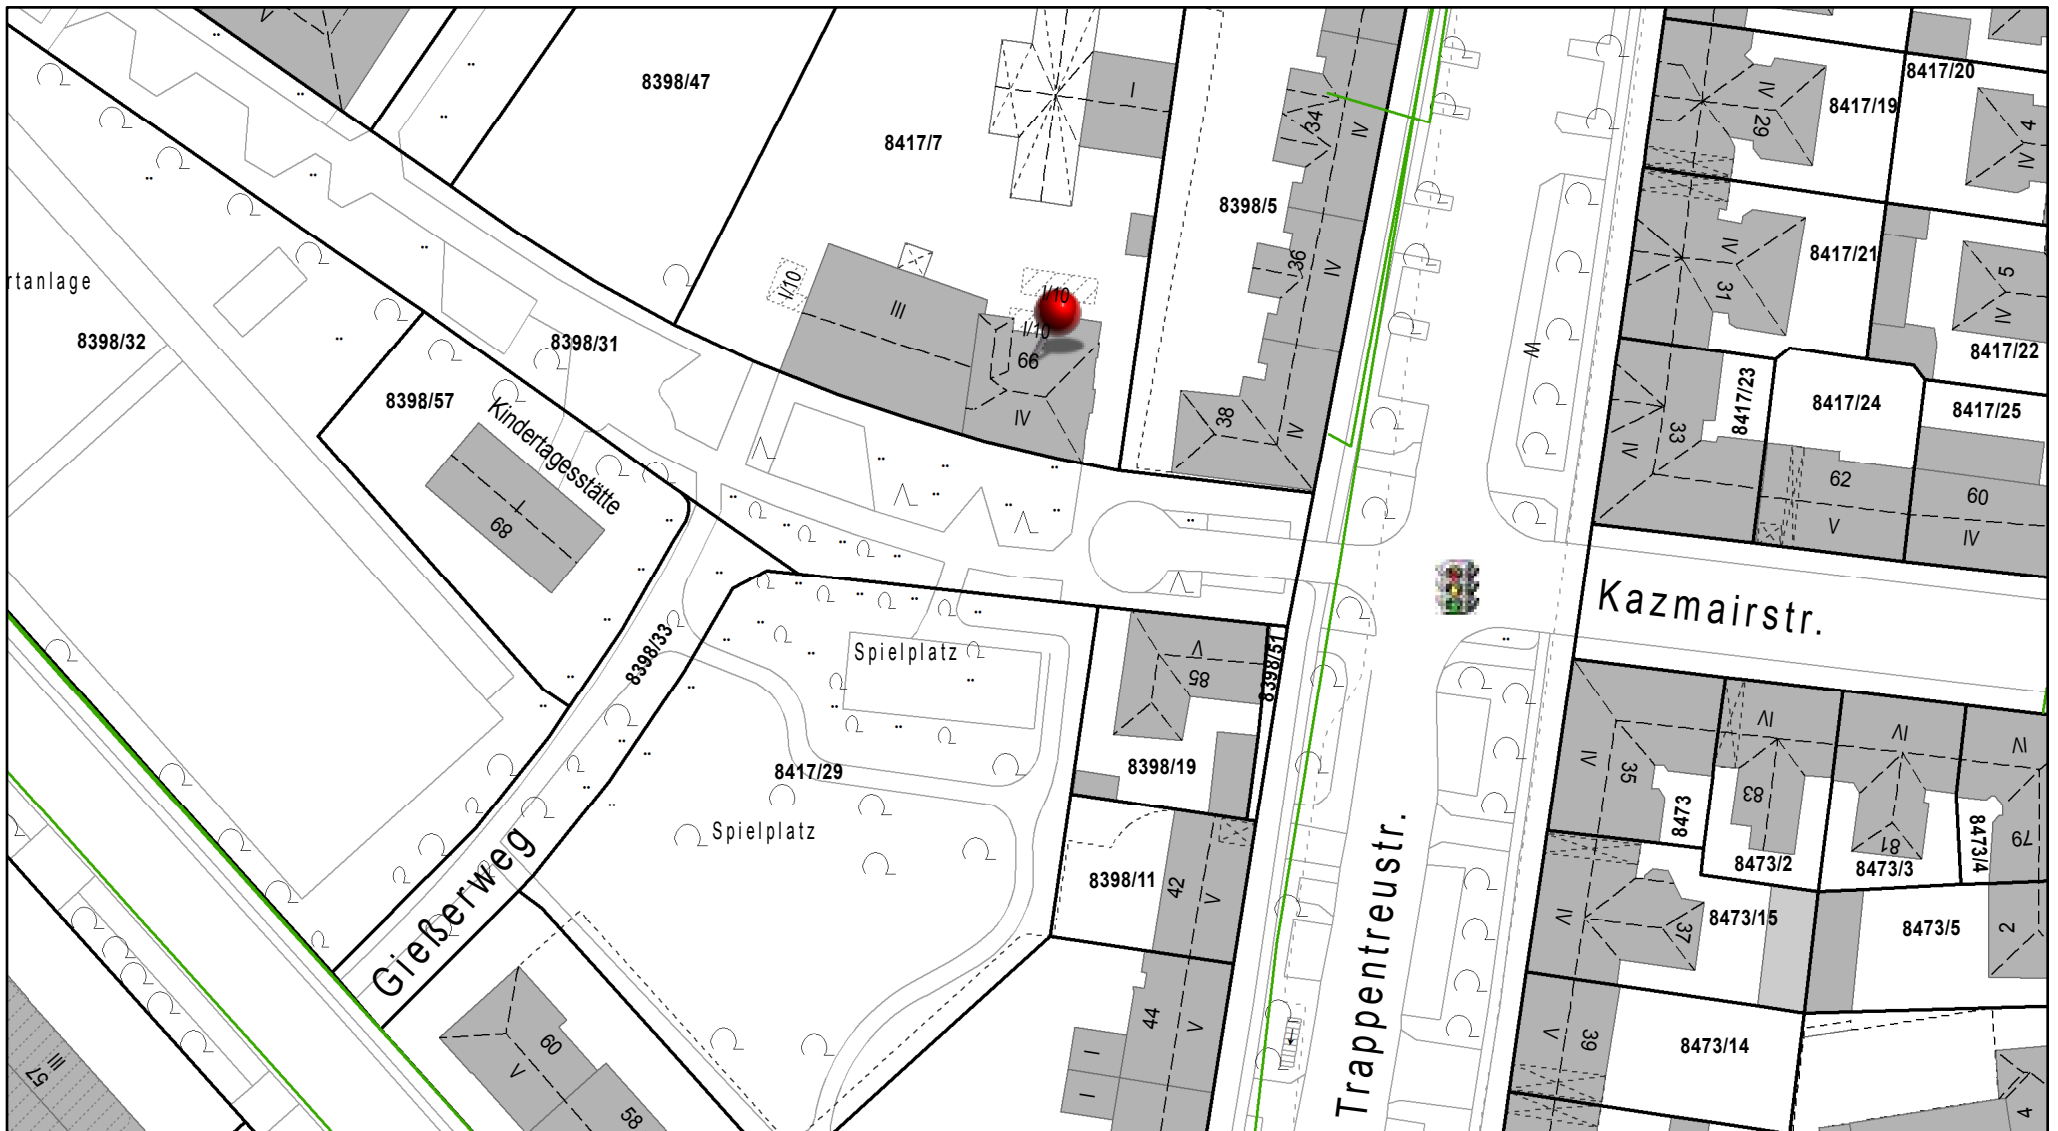 8398/47
8417/7
I
34
IV
8398/5
IV
29
8417/19
8417/20
4
IV
rtanlage
8398/32
8398/31
8398/57
Kindertagesstätte
I
68
I/10
III
I/10
I/10
66
IV
36
IV
38
IV
W
IV
31
8417/21
5
IV
8417/22
8417/23
8417/24
8417/25
33
IV
62
V
60
IV
Kazmairstr.
8398/33
Spielplatz
V
85
8398/51
8398/19
8417/29
Spielplatz
Gießerweg
8398/11
42
V
44
V
I
I
Trappentreustr.
IV
35
8473
IV
83
8473/2
IV
81
8473/3
IV
79
8473/4
IV
37
8473/15
8473/5
2
V
39
8473/14
4
III
57
60
V
58
V